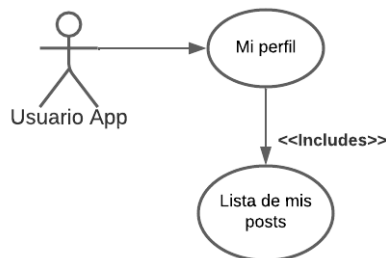 Mi perfil
Usuario App
<<Includes>>
Lista de mis
posts